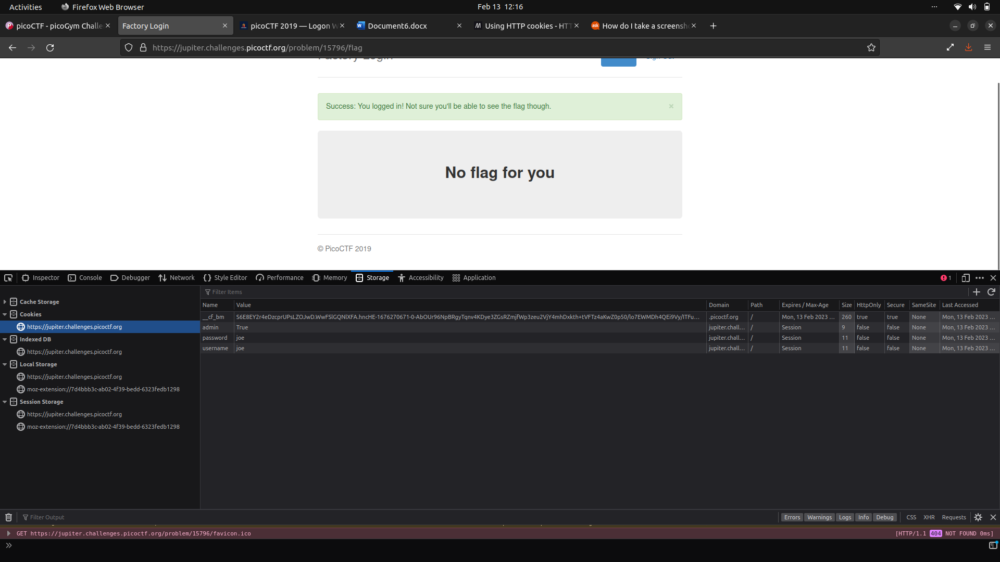 Activities Firefox Web Browser Feb 13 12:16
picoCTF - picoGym Challe Factory Login picoCTF 2019 — Logon W Document6.docx Using HTTP cookies - HTT How do I take a screensh
https://jupiter.challenges.picoctf.org/problem/15796/flag
Factory Login Sign Out
Success: You logged in! Not sure you'll be able to see the flag though. ×
No flag for you
© PicoCTF 2019
Inspector Console Debugger Network Style Editor Performance Memory Storage Accessibility Application 1
Filter Items
Cache Storage
Cookies
https://jupiter.challenges.picoctf.org
Indexed DB
https://jupiter.challenges.picoctf.org
Local Storage
https://jupiter.challenges.picoctf.org
moz-extension://7d4bbb3c-ab02-4f39-bedd-6323fedb1298
Session Storage
https://jupiter.challenges.picoctf.org
moz-extension://7d4bbb3c-ab02-4f39-bedd-6323fedb1298
Name Value Domain Path Expires / Max-Age Size HttpOnly Secure SameSite Last Accessed
__cf_bm S6E8EY2r4eDzcprUPsLZOJwD.WwFSlGQNlXFA.hncHE-1676270671-0-AbOUr96NpBRgyTqnv4KDye3ZGsRZmjfWp3zeu2VjY4mhDxkth+tVFTz4aKwZ0p50/lo7EWMDh4QEi9Vy/ITFu... .picoctf.org / Mon, 13 Feb 2023 ... 260 true true None Mon, 13 Feb 2023 ...
admin True jupiter.chall... / Session 9 false false None Mon, 13 Feb 2023 ...
password joe jupiter.chall... / Session 11 false false None Mon, 13 Feb 2023 ...
username joe jupiter.chall... / Session 11 false false None Mon, 13 Feb 2023 ...
Filter Output Errors Warnings Logs Info Debug CSS XHR Requests
GET https://jupiter.challenges.picoctf.org/problem/15796/favicon.ico [HTTP/1.1 404 NOT FOUND 0ms]